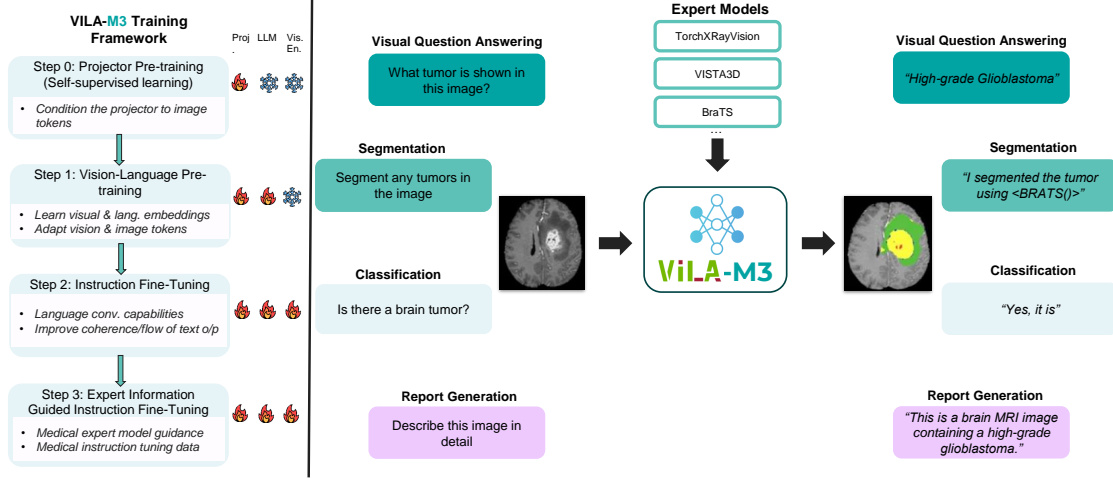 VILA-M3 Training
Framework
Proj
.
LLM
Vis.
En.
Step 0: Projector Pre-training
(Self-supervised learning)
• Condition the projector to image
tokens
Step 1: Vision-Language Pre-
training
• Learn visual & lang. embeddings
• Adapt vision & image tokens
Step 2: Instruction Fine-Tuning
• Language conv. capabilities
• Improve coherence/flow of text o/p
Step 3: Expert Information
Guided Instruction Fine-Tuning
• Medical expert model guidance
• Medical instruction tuning data
Visual Question Answering
What tumor is shown in
this image?
Segmentation
Segment any tumors in
the image
Classification
Is there a brain tumor?
Report Generation
Describe this image in
detail
Expert Models
TorchXRayVision
VISTA3D
BraTS
...
ViLA-M3
Visual Question Answering
“High-grade Glioblastoma”
Segmentation
“I segmented the tumor
using <BRATS()>”
Classification
“Yes, it is”
Report Generation
“This is a brain MRI image
containing a high-grade
glioblastoma.”